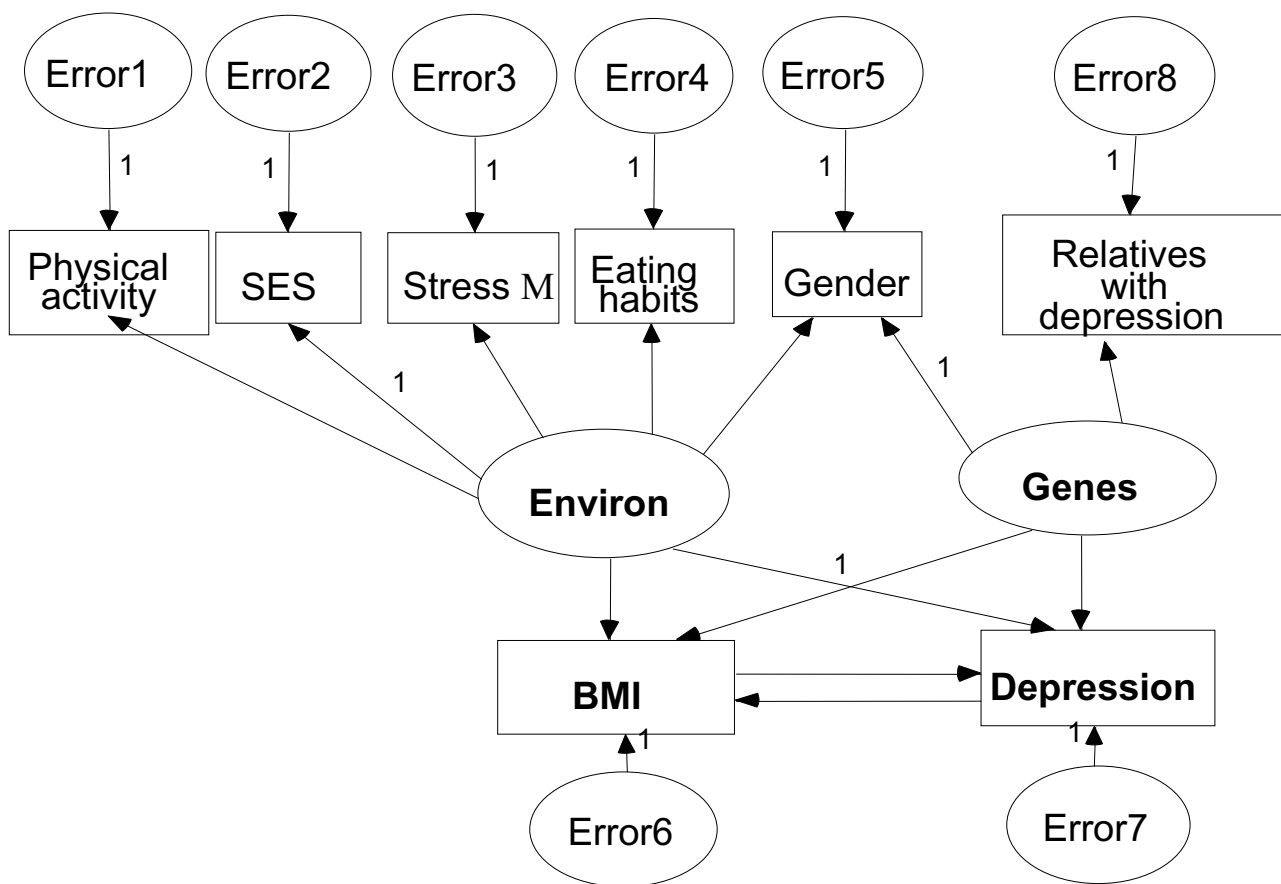 Error1
Error2
Error3
Error4
Error5
Error8
1
1
1
1
1
1
Physical
activity
SES
Stress M
Eating
habits
Gender
Relatives
with
depression
1
1
Environ
Genes
1
BMI
Depression
1
1
Error6
Error7